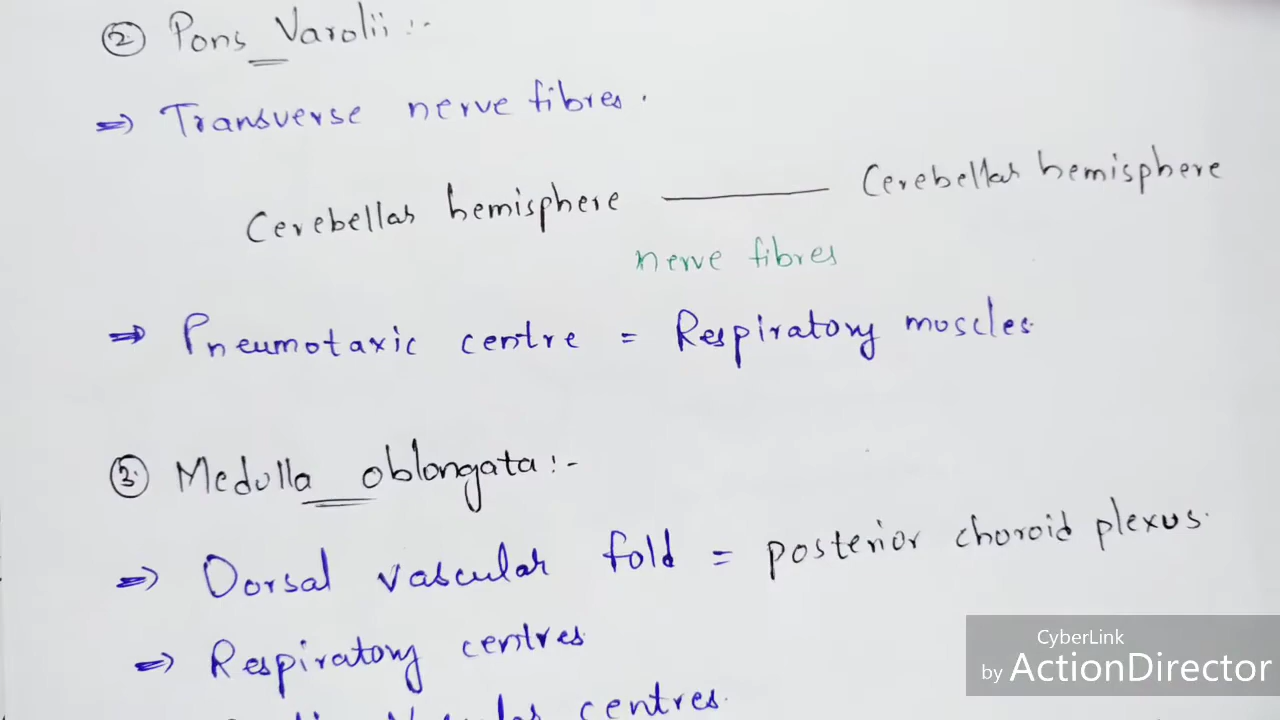 ② Pons Varolii :-
⇒ Transverse nerve fibres.
Cerebellar hemisphere ——— Cerebellar hemisphere
nerve fibres
⇒ Pneumotaxic centre = Respiratory muscles.
③ Medulla oblongata :-
⇒ Dorsal vascular fold = posterior choroid plexus.
⇒ Respiratory centres
centres.
CyberLink
by ActionDirector